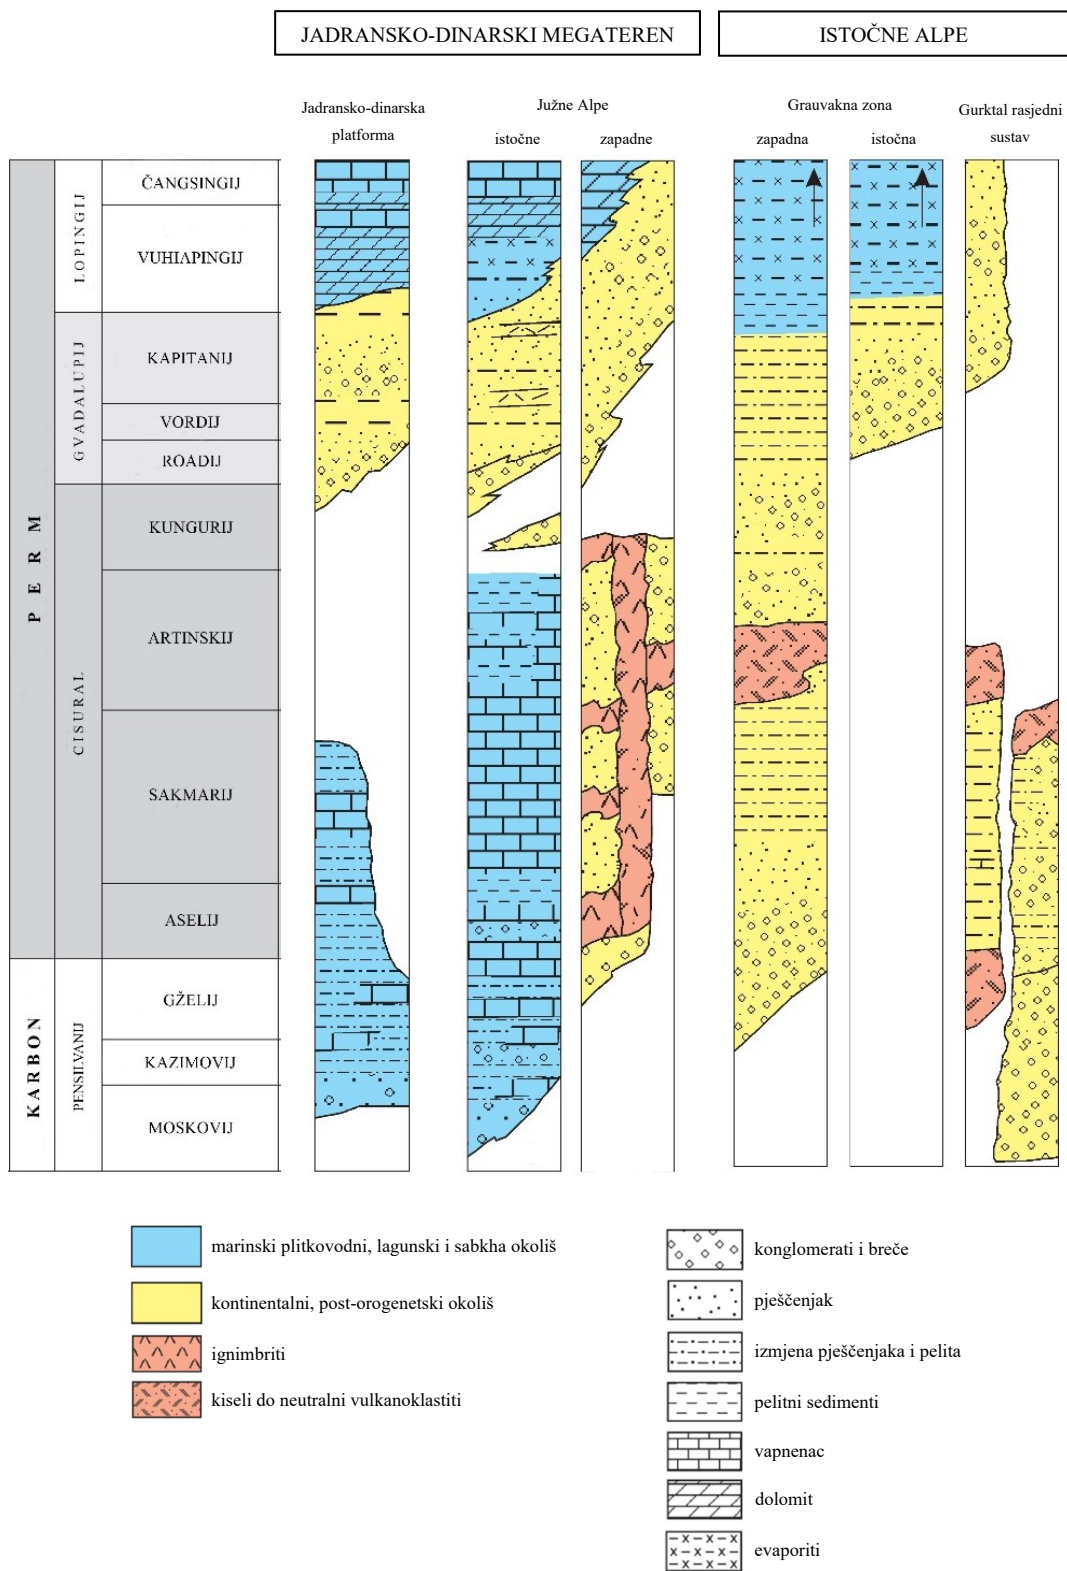 JADRANSKO-DINARSKI MEGATEREN
ISTOČNE ALPE
Jadransko-dinarska
platforma
Južne Alpe
istočne
zapadne
Grauvakna zona
zapadna
istočna
Gurktal rasjedni
sustav
PERM
KARBON
LOPINGIJ
GVADALUPIJ
CISURAL
PENSILVANIJ
ČANGSINGIJ
VUHIAPINGIJ
KAPITANIJ
VORDIJ
ROADIJ
KUNGURIJ
ARTINSKIJ
SAKMARIJ
ASELIJ
GŽELIJ
KAZIMOVIJ
MOSKOVIJ
marinski plitkovodni, lagunski i sabkha okoliš
kontinentalni, post-orogenetski okoliš
ignimbriti
kiseli do neutralni vulkanoklastiti
konglomerati i breče
pješčenjak
izmjena pješčenjaka i pelita
pelitni sedimenti
vapnenac
dolomit
evaporiti